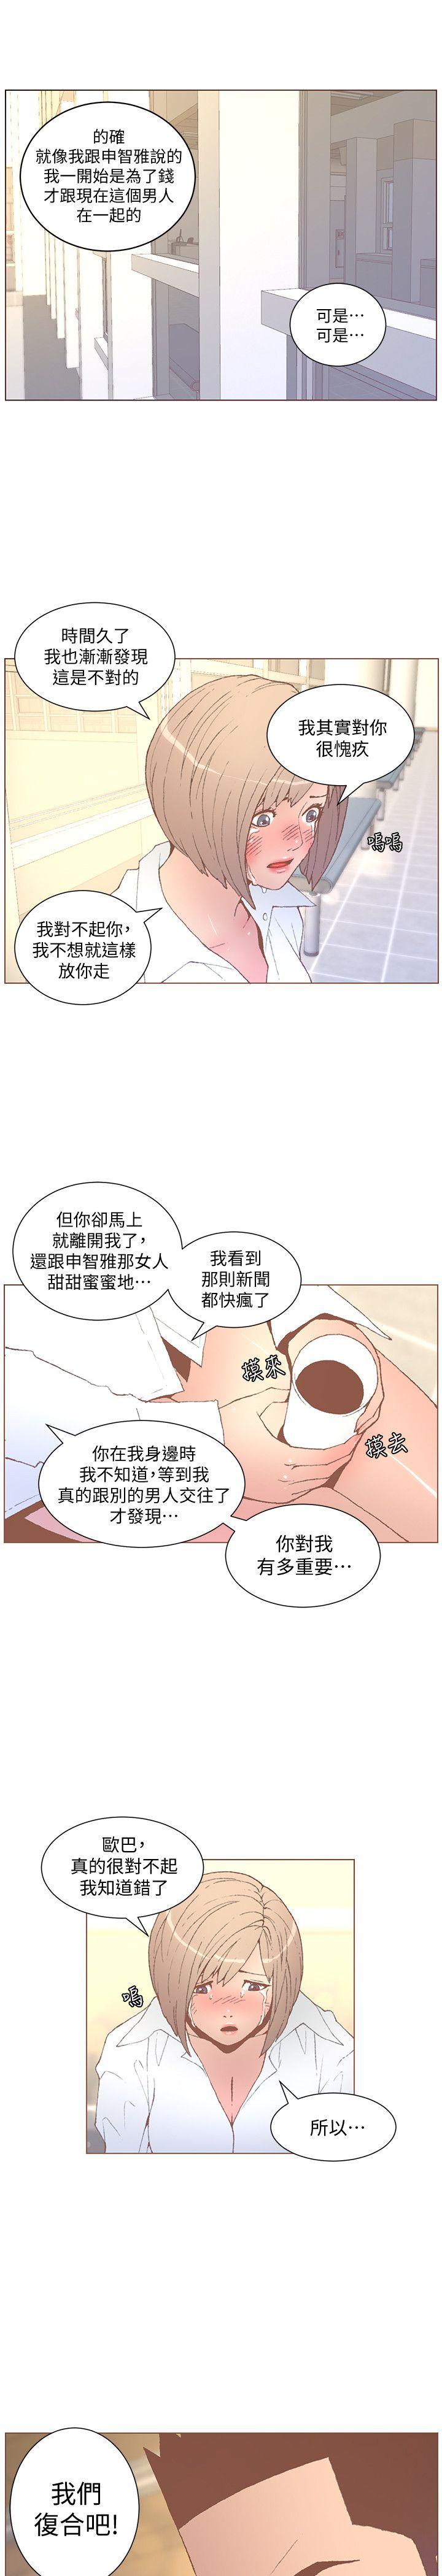 的確
就像我跟申智雅說的
我一開始是為了錢
才跟現在這個男人
在一起的
可是…
可是…
時間久了
我也漸漸發現
這是不對的
我其實對你
很愧疚
嗚嗚
我對不起你，
我不想就這樣
放你走
但你卻馬上
就離開我了，
還跟申智雅那女人
甜甜蜜蜜地…
我看到
那則新聞
都快瘋了
摸來
摸去
你在我身邊時
我不知道，等到我
真的跟別的男人交往了
才發現…
你對我
有多重要…
歐巴，
真的很對不起
我知道錯了
嗚
所以…
我們
復合吧!